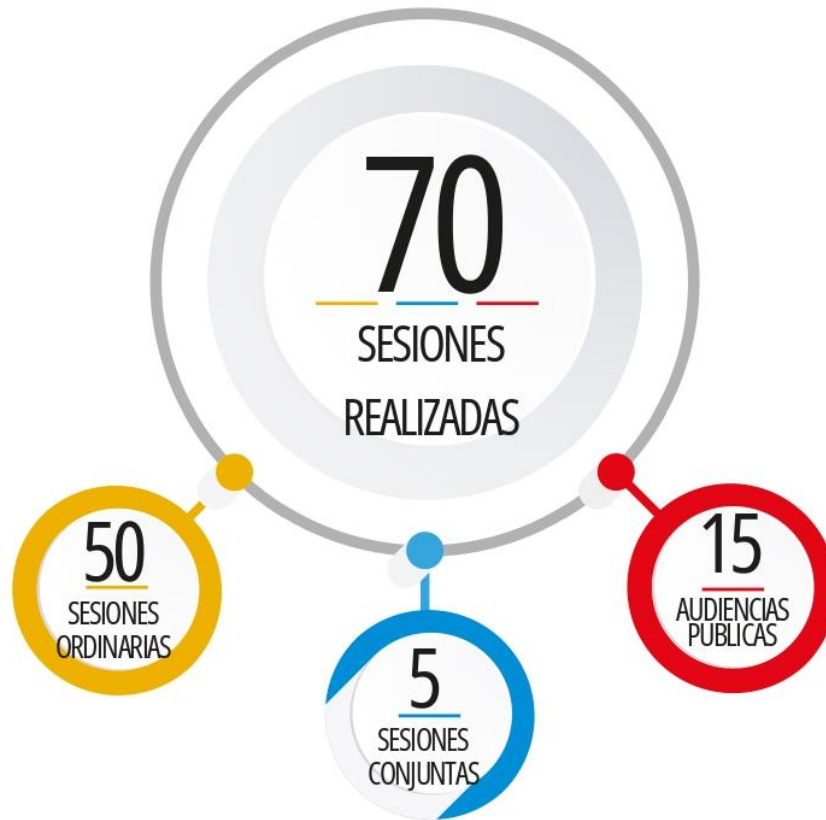 70
SESIONES
REALIZADAS
50
SESIONES
ORDINARIAS
5
SESIONES
CONJUNTAS
15
AUDIENCIAS
PUBLICAS